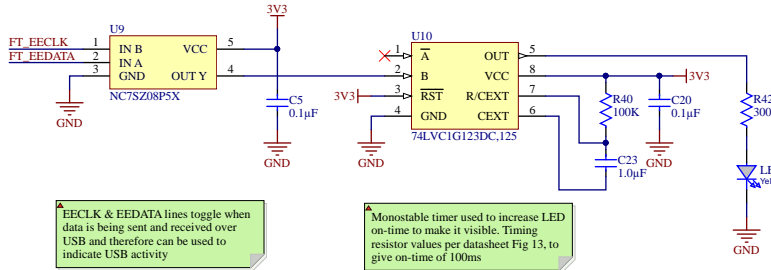 3V3
U9
FT_EECLK 1 IN B VCC 5
FT_EEDATA 2 IN A
3 GND OUT Y 4
NC7SZ08P5X
GND
C5
0.1µF
GND
U10
1 A OUT 5
2 B VCC 8 3V3
3V3 3 RST R/CEXT 7
4 GND CEXT 6
74LVC1G123DC,125
GND
R40
100K
C20
0.1µF
GND
C23
1.0µF
R42
300
GND
EECLK & EEDATA lines toggle when
data is being sent and received over
USB and therefore can be used to
indicate USB activity
Monostable timer used to increase LED
on-time to make it visible. Timing
resistor values per datasheet Fig 13, to
give on-time of 100ms